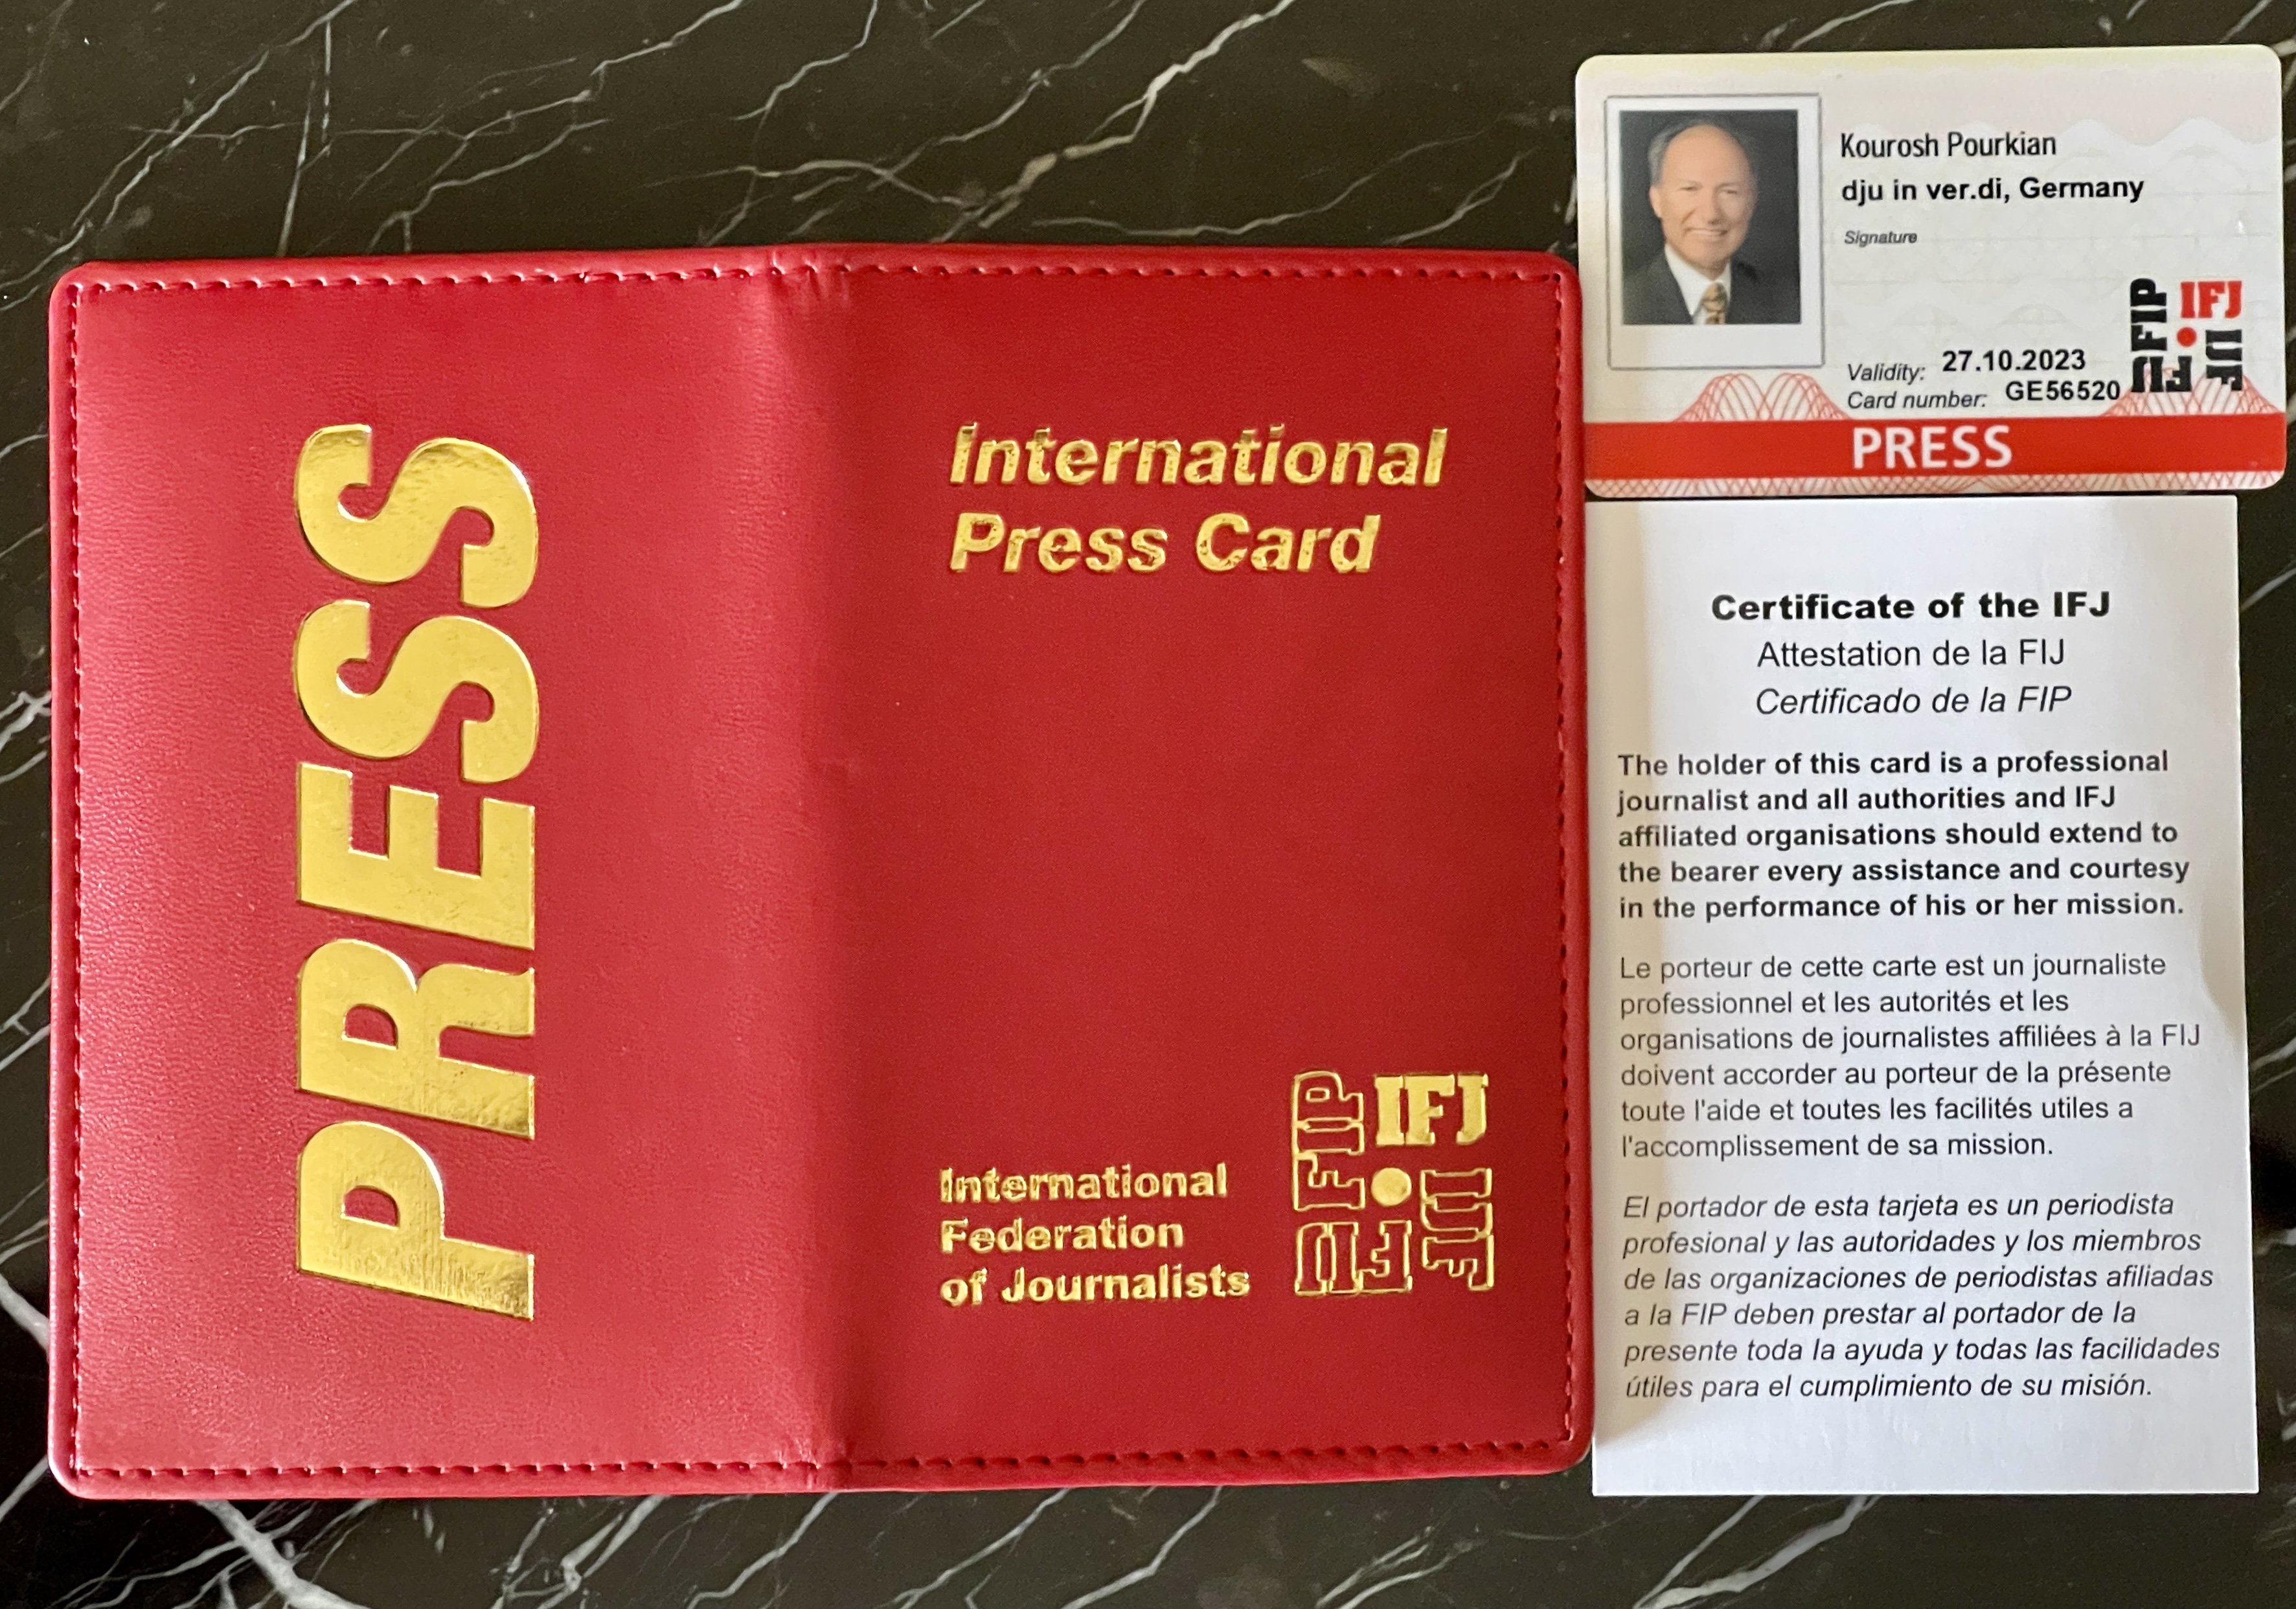 PRESS
International
Press Card
International
Federation
of Journalists
IFJ
FIP
IJF
FIJ
Kourosh Pourkian
dju in ver.di, Germany
Signature
Validity: 27.10.2023
Card number: GE56520
FIP
IFJ
IJF
FIJ
PRESS
Certificate of the IFJ
Attestation de la FIJ
Certificado de la FIP
The holder of this card is a professional
journalist and all authorities and IFJ
affiliated organisations should extend to
the bearer every assistance and courtesy
in the performance of his or her mission.
Le porteur de cette carte est un journaliste
professionnel et les autorités et les
organisations de journalistes affiliées à la FIJ
doivent accorder au porteur de la présente
toute l'aide et toutes les facilités utiles a
l'accomplissement de sa mission.
El portador de esta tarjeta es un periodista
profesional y las autoridades y los miembros
de las organizaciones de periodistas afiliadas
a la FIP deben prestar al portador de la
presente toda la ayuda y todas las facilidades
útiles para el cumplimiento de su misión.